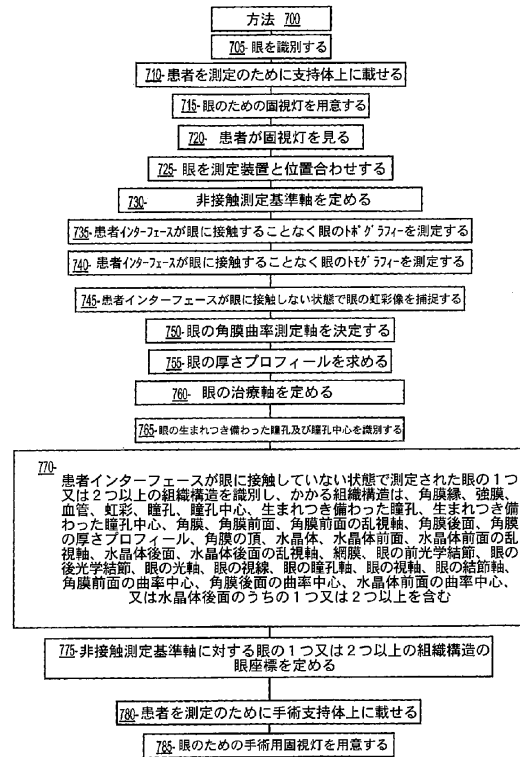 方法 700
705-眼を識別する
710-患者を測定のために支持体上に載せる
715-眼のための固視灯を用意する
720- 患者が固視灯を見る
725-眼を測定装置と位置合わせする
730- 非接触測定基準軸を定める
735-患者インターフェースが眼に接触することなく眼のトポグラフィーを測定する
740-患者インターフェースが眼に接触することなく眼のトモグラフィーを測定する
745-患者インターフェースが眼に接触しない状態で眼の虹彩像を捕捉する
750-眼の角膜曲率測定軸を決定する
755-眼の厚さプロフィールを求める
760- 眼の治療軸を定める
765-眼の生まれつき備わった瞳孔及び瞳孔中心を識別する
770-
患者インターフェースが眼に接触していない状態で測定された眼の1つ
又は2つ以上の組織構造を識別し、かかる組織構造は、角膜縁、強膜、
血管、虹彩、瞳孔、瞳孔中心、生まれつき備わった瞳孔、生まれつき備
わった瞳孔中心、角膜、角膜前面、角膜前面の乱視軸、角膜後面、角膜
の厚さプロフィール、角膜の頂、水晶体、水晶体前面、水晶体前面の乱
視軸、水晶体後面、水晶体後面の乱視軸、網膜、眼の前光学結節、眼の
後光学結節、眼の光軸、眼の視線、眼の瞳孔軸、眼の視軸、眼の結節軸、
角膜前面の曲率中心、角膜後面の曲率中心、水晶体前面の曲率中心、
又は水晶体後面のうちの1つ又は2つ以上を含む
775-非接触測定基準軸に対する眼の1つ又は2つ以上の組織構造の
眼座標を定める
780-患者を測定のために手術支持体上に載せる
785-眼のための手術用固視灯を用意する